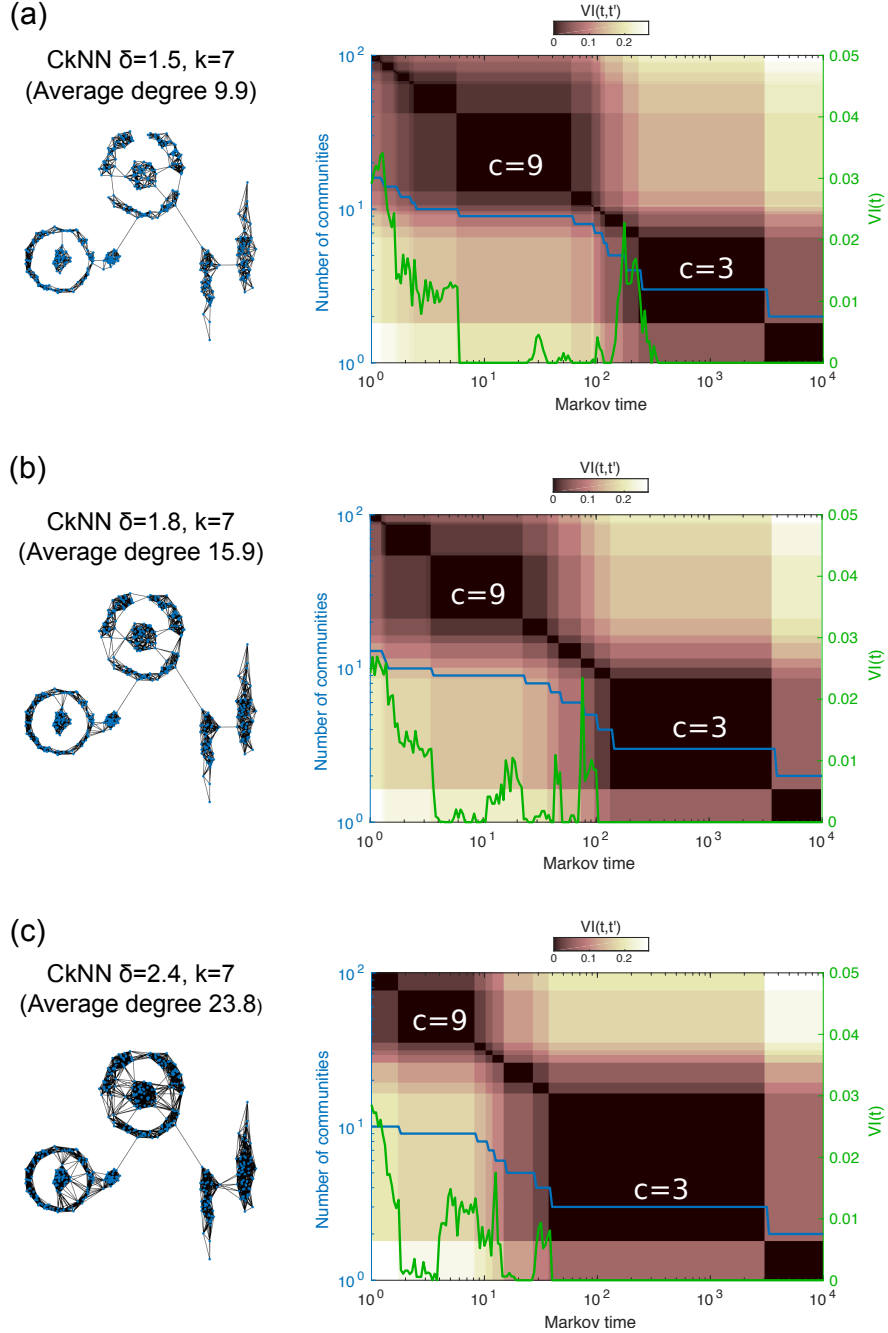 (a)
CkNN δ=1.5, k=7
(Average degree 9.9)
VI(t,t')
0 0.1 0.2
10^2
10^1
10^0
Number of communities
c=9
c=3
0.05
0.04
0.03
0.02
0.01
0
VI(t)
10^0 10^1 10^2 10^3 10^4
Markov time
(b)
CkNN δ=1.8, k=7
(Average degree 15.9)
VI(t,t')
0 0.1 0.2
10^2
10^1
10^0
Number of communities
c=9
c=3
0.05
0.04
0.03
0.02
0.01
0
VI(t)
10^0 10^1 10^2 10^3 10^4
Markov time
(c)
CkNN δ=2.4, k=7
(Average degree 23.8)
VI(t,t')
0 0.1 0.2
10^2
10^1
10^0
Number of communities
c=9
c=3
0.05
0.04
0.03
0.02
0.01
0
VI(t)
10^0 10^1 10^2 10^3 10^4
Markov time